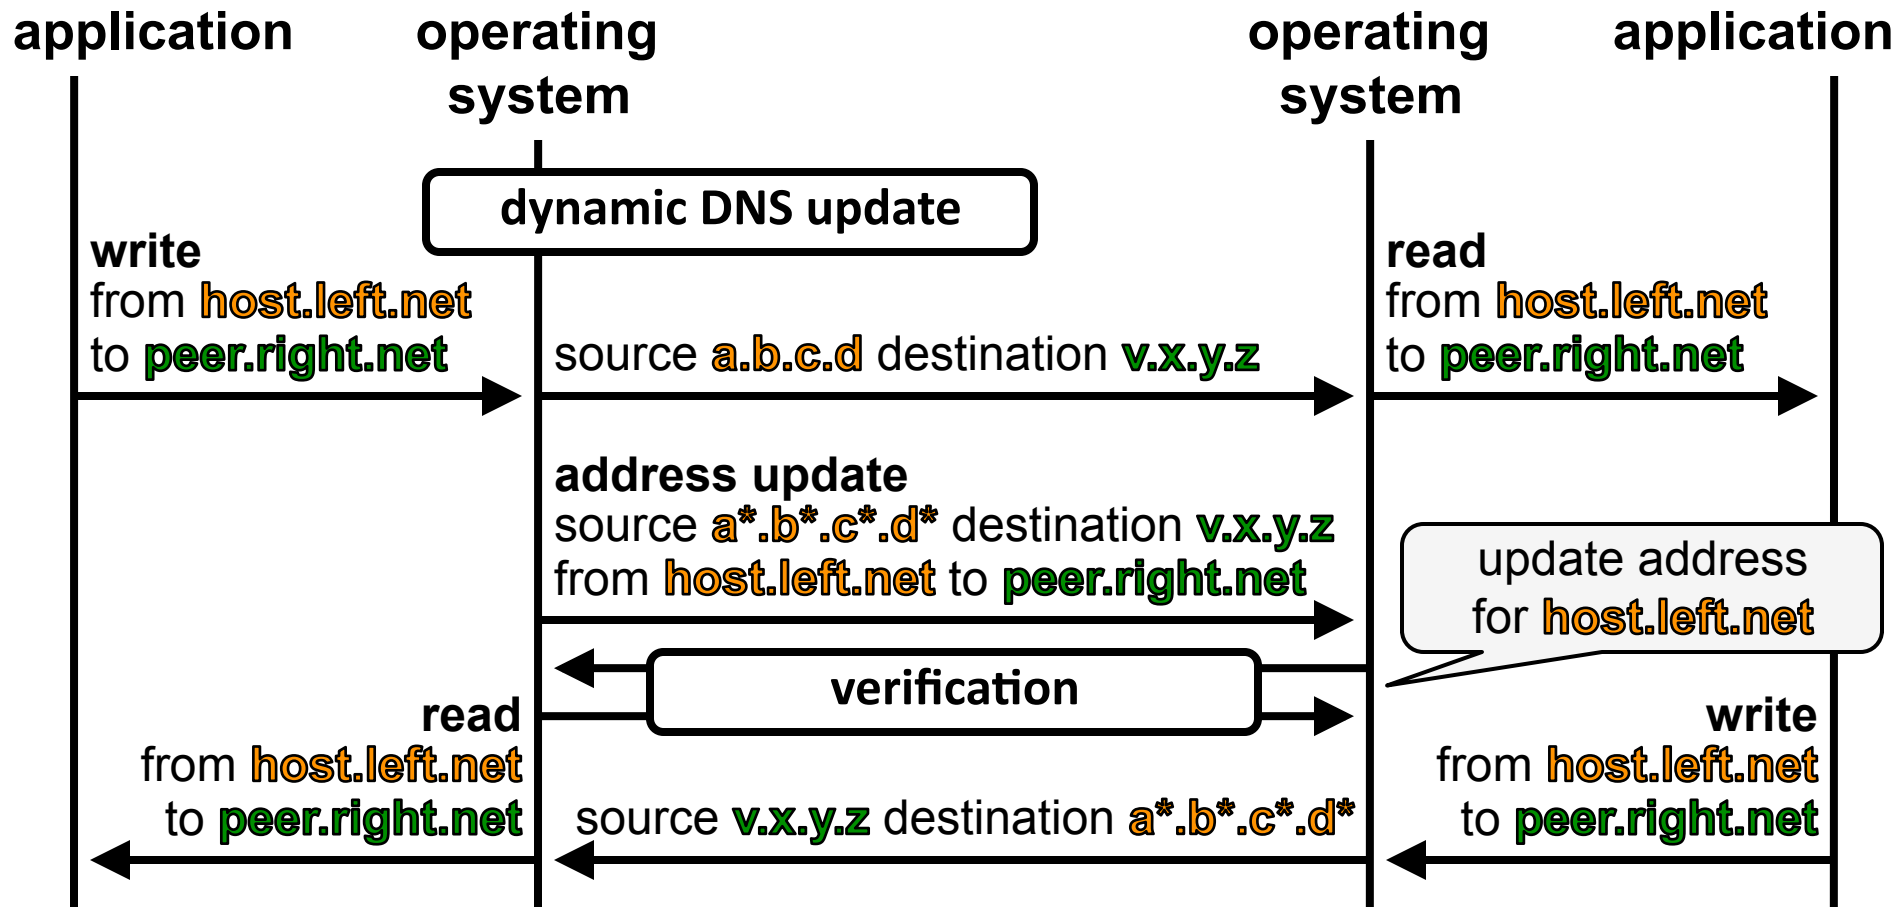 application
operating
system
operating
system
application
dynamic DNS update
write
from host.left.net
to peer.right.net
source a.b.c.d destination v.x.y.z
read
from host.left.net
to peer.right.net
address update
source a*.b*.c*.d* destination v.x.y.z
from host.left.net to peer.right.net
update address
for host.left.net
verification
read
from host.left.net
to peer.right.net
source v.x.y.z destination a*.b*.c*.d*
write
from host.left.net
to peer.right.net